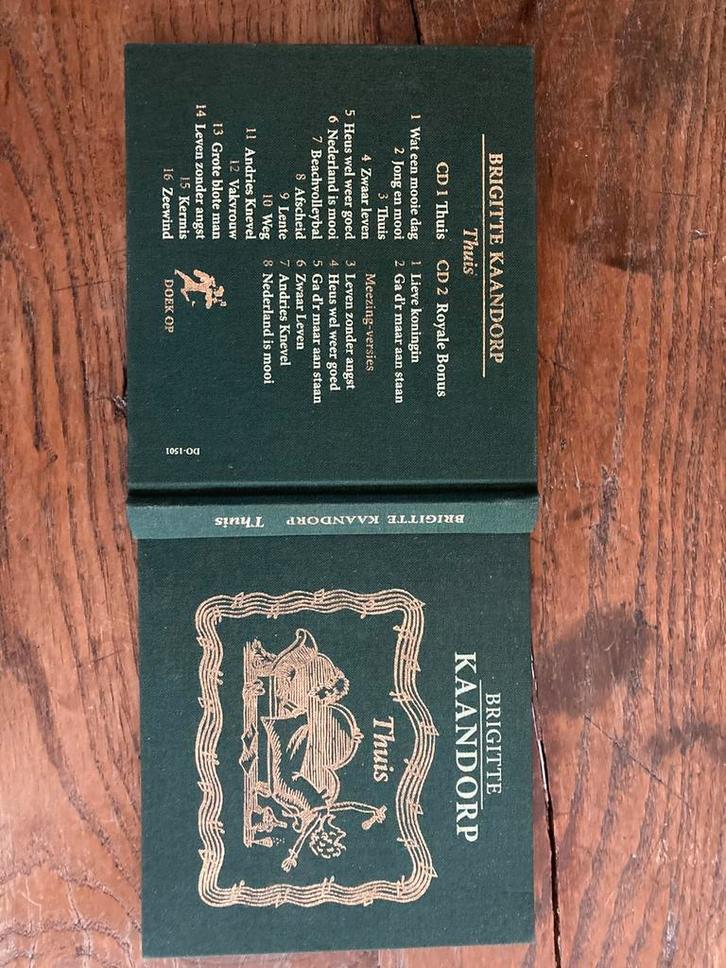 BRIGITTE KAANDORP
Thuis
CD 1 Thuis
1 Wat een mooie dag
2 Jong en mooi
3 Thuis
4 Zwaar leven
5 Heus wel weer goed
6 Nederland is mooi
7 Beachvolleybal
8 Afscheid
9 Lente
10 Weg
11 Andries Knevel
12 Vakvrouw
13 Grote blote man
14 Leven zonder angst
15 Kermis
16 Zeewind
CD 2 Royale Bonus
1 Lieve koningin
2 Ga d'r maar aan staan
Meezing-versies
3 Leven zonder angst
4 Heus wel weer goed
5 Ga d'r maar aan staan
6 Zwaar Leven
7 Andries Knevel
8 Nederland is mooi
DOEK OP
DO-1501
BRIGITTE KAANDORP Thuis
BRIGITTE
KAANDORP
Thuis